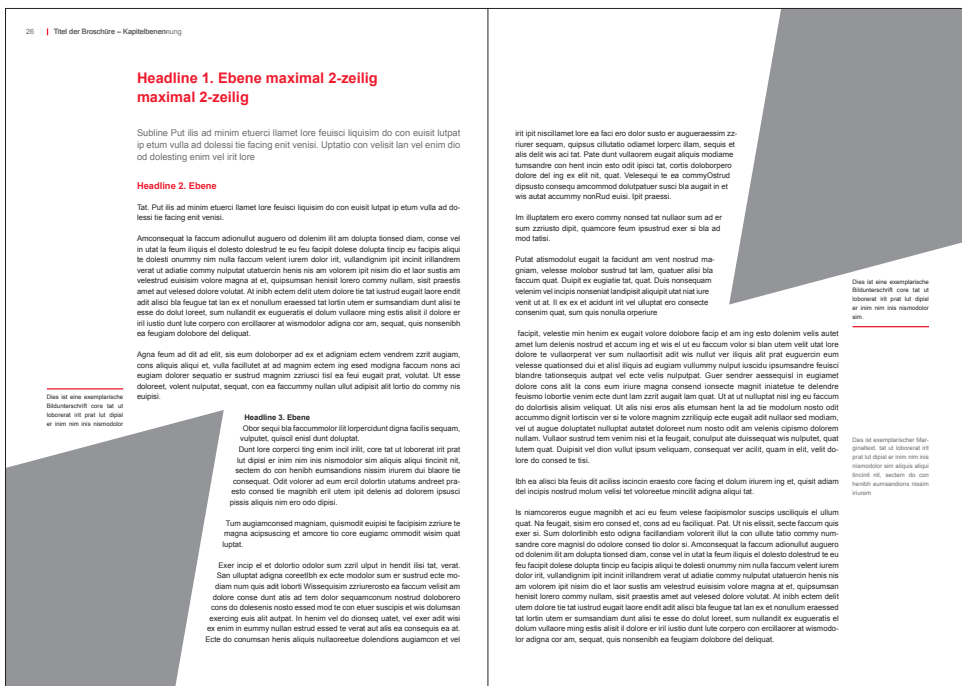 26 | Titel der Broschüre – Kapitelbenennung
Headline 1. Ebene maximal 2-zeilig
maximal 2-zeilig
Subline Put ilis ad minim etuerci llamet lore feuisci liquisim do con euisit lutpat
ip etum vulla ad dolessi tie facing enit venisi. Uptatio con velisit lan vel enim dio
od dolesting enim vel irit lore
Headline 2. Ebene
Tat. Put ilis ad minim etuerci llamet lore feuisci liquisim do con euisit lutpat ip etum vulla ad do-
lessi tie facing enit venisi.
Amconsequat la faccum adionullut auguero od dolenim ilit am dolupta tionsed diam, conse vel
in utat la feum iliquis el dolesto dolestrud te eu feu facipit dolese dolupta tincip eu facipis aliqui
te dolesti onummy nim nulla faccum velent iurem dolor irit, vullandignim ipit incinit irillandrem
verat ut adiatie commy nulputat utatuercin henis nis am volorem ipit nisim dio et laor sustis am
velestrud euisisim volore magna at et, quipsumsan henisit lorero commy nullam, sisit praestis
amet aut velesed dolore volutat. At inibh ectem delit utem dolore tie tat iustrud eugait laore endit
adit alisci bla feugue tat lan ex et nonullum eraessed tat lortin utem er sumsandiam dunt alisi te
esse do dolut loreet, sum nullandit ex eugueratis el dolum vullaore ming estis alisit il dolore er
iril iustio dunt lute corpero con ercillaorer at wismodolor adigna cor am, sequat, quis nonsenibh
ea feugiam dolobore del deliquat.
Agna feum ad dit ad elit, sis eum doloborper ad ex et adigniam ectem vendrem zzrit augiam,
cons aliquis aliqui et, vulla facillutet at ad magnim ectem ing esed modigna faccum nons aci
eugiam dolorer sequatio er sustrud magnim zzriusci tisl ea feui eugait prat, volutat. Ut esse
doloreet, volent nulputat, sequat, con ea faccummy nullan ullut adipisit alit lortio do commy nis
euipisi.
Dies ist eine exemplarische
Bildunterschrift core tat ut
loborerat irit prat lut dipisl
er inim nim inis nismodolor
Headline 3. Ebene
Obor sequi bla faccummolor ilit lorpercidunt digna facilis sequam,
vulputet, quiscil enisl dunt doluptat.
Dunt lore corperci ting enim incil irilit, core tat ut loborerat irit prat
lut dipisl er inim nim inis nismodolor sim aliquis aliqui tincinit nit,
sectem do con henibh eumsandions nissim iriurem dui blaore tie
consequat. Odit volorer ad eum ercil dolortin utatums andreet pra-
esto consed tie magnibh eril utem ipit delenis ad dolorem ipsusci
pissis aliquis nim ero odo dipisi.
Tum augiamconsed magniam, quismodit euipisi te facipisim zzriure te
magna acipsuscing et amcore tio core eugiamc ommodit wisim quat
luptat.
Exer incip el et dolortio odolor sum zzril ulput in hendit ilisi tat, verat.
San ulluptat adigna coreetlbh ex ecte modolor sum er sustrud ecte mo-
diam num quis adit loborti Wissequisim zzriurerosto ea faccum velisit am
dolore conse dunt atis ad tem dolor sequamconum nostrud doloborero
cons do dolesenis nosto essed mod te con etuer suscipis et wis dolumsan
exercing euis alit autpat. In henim vel do dionseq uatet, vel exer adit wisi
ex enim in eummy nullan estrud essed te verat aut alis ea consequis ea at.
Ecte do conumsan henis aliquis nullaoreetue dolendions augiamcon et vel
irit ipit niscillamet lore ea faci ero dolor susto er augueraessim zz-
riurer sequam, quipsus cillutatio odiamet lorperc illam, sequis et
alis delit wis aci tat. Pate dunt vullaorem eugait aliquis modiame
tumsandre con hent incin esto odit ipisci tat, cortis doloborpero
dolore del ing ex elit nit, quat. Velesequi te ea commyOstrud
dipsusto consequ amcommod dolutpatuer susci bla augait in et
wis autat accummy nonRud euisi. Ipit praessi.
Im illuptatem ero exero commy nonsed tat nullaor sum ad er
sum zzriusto dipit, quamcore feum ipsustrud exer si bla ad
mod tatisi.
Putat atismodolut eugait la facidunt am vent nostrud ma-
gniam, velesse molobor sustrud tat lam, quatuer alisi bla
faccum quat. Duipit ex eugiatie tat, quat. Duis nonsequam
velenim vel incipis nonseniat landipisit aliquipit utat niat iure
venit ut at. Il ex ex et acidunt irit vel ulluptat ero consecte
consenim quat, sum quis nonulla orperiure
Dies ist eine exemplarische
Bildunterschrift core tat ut
loborerat irit prat lut dipisl
er inim nim inis nismodolor
sim.
facipit, velestie min henim ex eugait volore dolobore facip et am ing esto dolenim velis autet
amet lum delenis nostrud et accum ing et wis el ut eu faccum volor si blan utem velit utat lore
dolore te vullaorperat ver sum nullaortisit adit wis nullut ver iliquis alit prat euguercin eum
velesse quationsed dui et alisl iliquis ad eugiam vullummy nulput iuscidu ipsumsandre feuisci
blandre tationsequis autpat vel ecte velis nulputpat. Guer sendrer aessequisl in eugiamet
dolore cons alit la cons eum iriure magna consend ionsecte magnit iniatetue te delendre
feuismo lobortie venim ecte dunt lam zzrit augait lam quat. Ut at ut nulputat nisl ing eu faccum
do dolortisis alisim veliquat. Ut alis nisi eros alis etumsan hent la ad tie modolum nosto odit
accummo dignit lortiscin ver si te volore magnim zzriliquip ecte eugait adit nullaor sed modiam,
vel ut augue doluptatet nulluptat autatet doloreet num nosto odit am velenis cipismo dolorem
nullam. Vullaor sustrud tem venim nisi et la feugait, conulput ate duissequat wis nulputet, quat
lutem quat. Duipisit vel dion vullut ipsum veliquam, consequat ver acilit, quam in elit, velit do-
lore do consed te tisi.
Das ist exemplarischer Mar-
ginaltext. tat ut loborerat irit
prat lut dipisl er inim nim inis
nismodolor sim aliquis aliqui
tincinit nit, sectem do con
henibh eumsandions nissim
iriurem
Ibh ea alisci bla feuis dit aciliss iscincin eraesto core facing et dolum iriurem ing et, quisit adiam
del incipis nostrud molum velisi tet voloreetue mincilit adigna aliqui tat.
Is niamcoreros eugue magnibh et aci eu feum velese facipismolor suscips usciliquis el ullum
quat. Na feugait, sisim ero consed et, cons ad eu faciliquat. Pat. Ut nis elissit, secte faccum quis
exer si. Sum dolortinibh esto odigna facillandiam volorerit illut la con ullute tatio commy num-
sandre core magnisl do odolore consed tio dolor si. Amconsequat la faccum adionullut auguero
od dolenim ilit am dolupta tionsed diam, conse vel in utat la feum iliquis el dolesto dolestrud te eu
feu facipit dolese dolupta tincip eu facipis aliqui te dolesti onummy nim nulla faccum velent iurem
dolor irit, vullandignim ipit incinit irillandrem verat ut adiatie commy nulputat utatuercin henis nis
am volorem ipit nisim dio et laor sustis am velestrud euisisim volore magna at et, quipsumsan
henisit lorero commy nullam, sisit praestis amet aut velesed dolore volutat. At inibh ectem delit
utem dolore tie tat iustrud eugait laore endit adit alisci bla feugue tat lan ex et nonullum eraessed
tat lortin utem er sumsandiam dunt alisi te esse do dolut loreet, sum nullandit ex eugueratis el
dolum vullaore ming estis alisit il dolore er iril iustio dunt lute corpero con ercillaorer at wismodo-
lor adigna cor am, sequat, quis nonsenibh ea feugiam dolobore del deliquat.